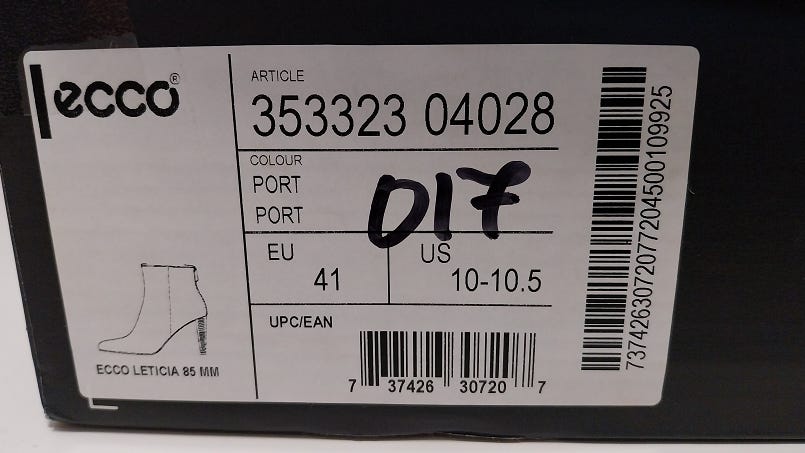 ecco®
ARTICLE
353323 04028
COLOUR
PORT
PORT
017
EU
41
US
10-10.5
UPC/EAN
7 37426 30720 7
ECCO LETICIA 85 MM
7374263072077204500109925